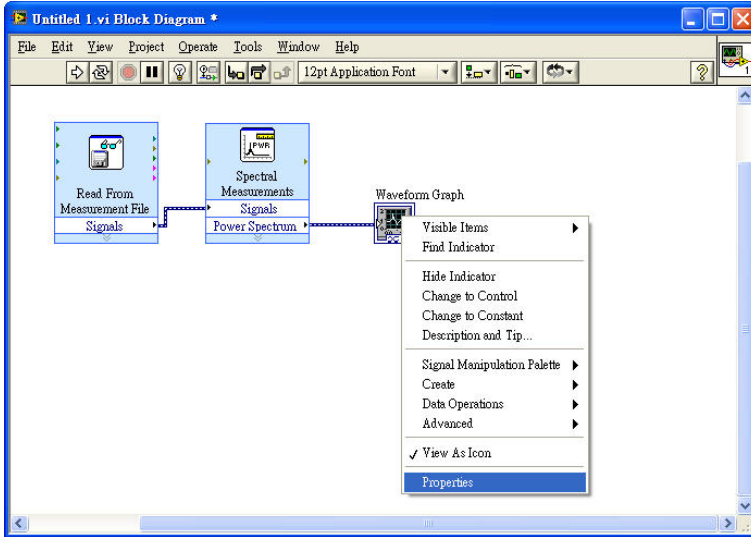 Untitled 1.vi Block Diagram *
File Edit View Project Operate Tools Window Help
12pt Application Font
?
1
PWR
Read From
Measurement File
Signals
Spectral
Measurements
Signals
Power Spectrum
Waveform Graph
Visible Items
Find Indicator
Hide Indicator
Change to Control
Change to Constant
Description and Tip...
Signal Manipulation Palette
Create
Data Operations
Advanced
View As Icon
Properties